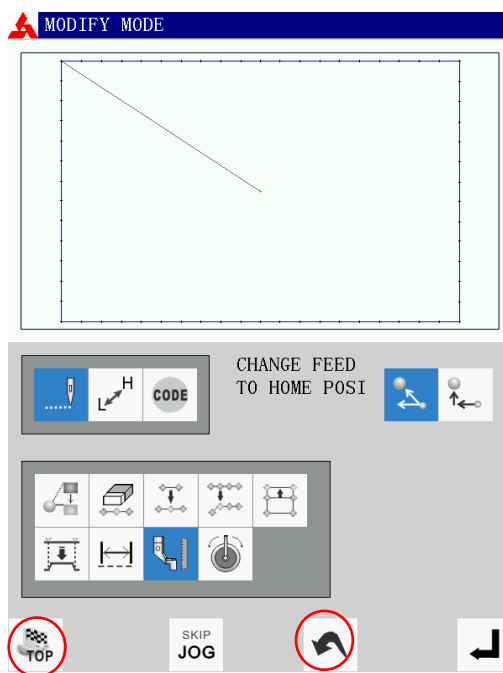 MODIFY MODE
CHANGE FEED
TO HOME POSI
H
L
CODE
TOP
SKIP
JOG